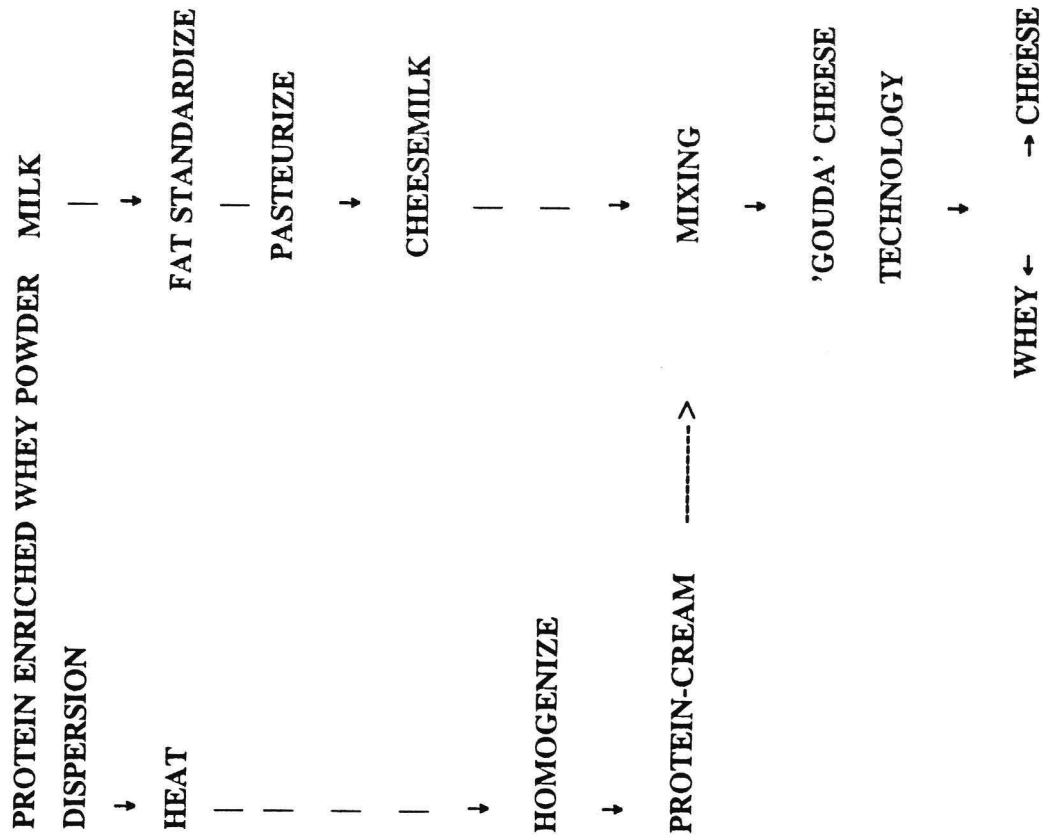 PROTEIN ENRICHED WHEY POWDER MILK
DISPERSION
HEAT
FAT STANDARDIZE
PASTEURIZE
CHEESEMILK
HOMOGENIZE
PROTEIN-CREAM
MIXING
'GOUDA' CHEESE
TECHNOLOGY
WHEY ← → CHEESE